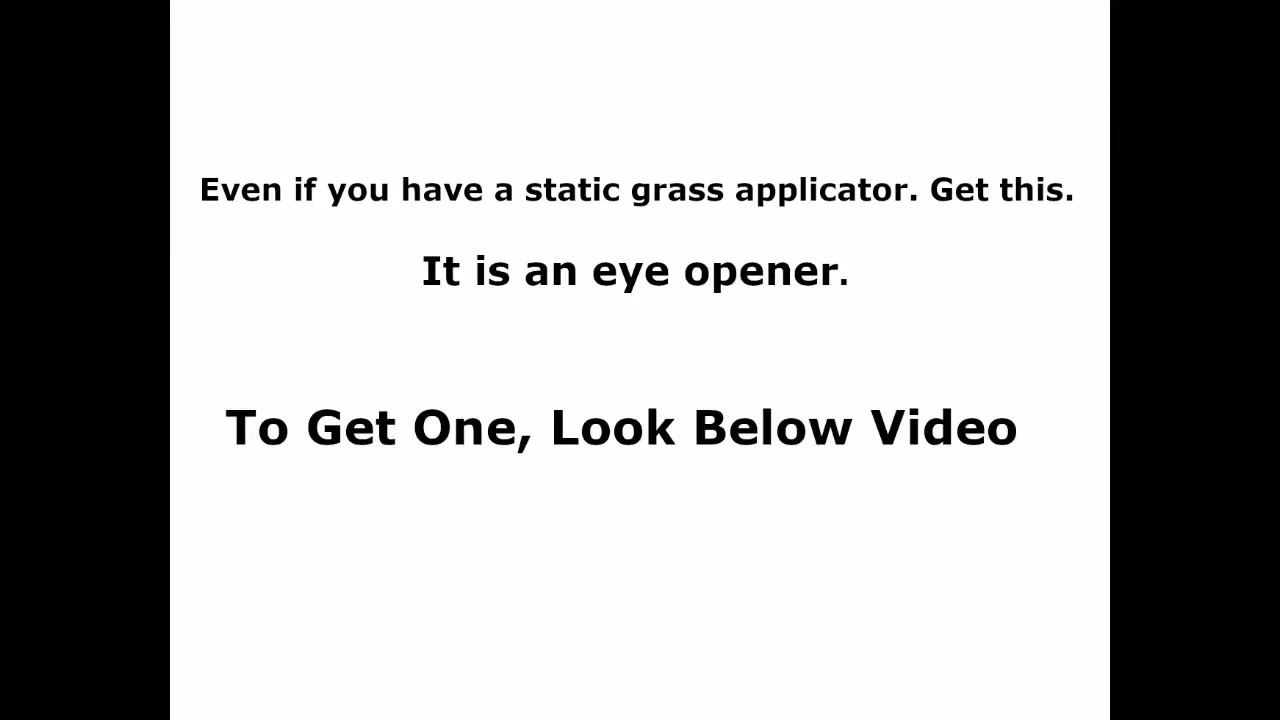 Even if you have a static grass applicator. Get this.
It is an eye opener.
To Get One, Look Below Video